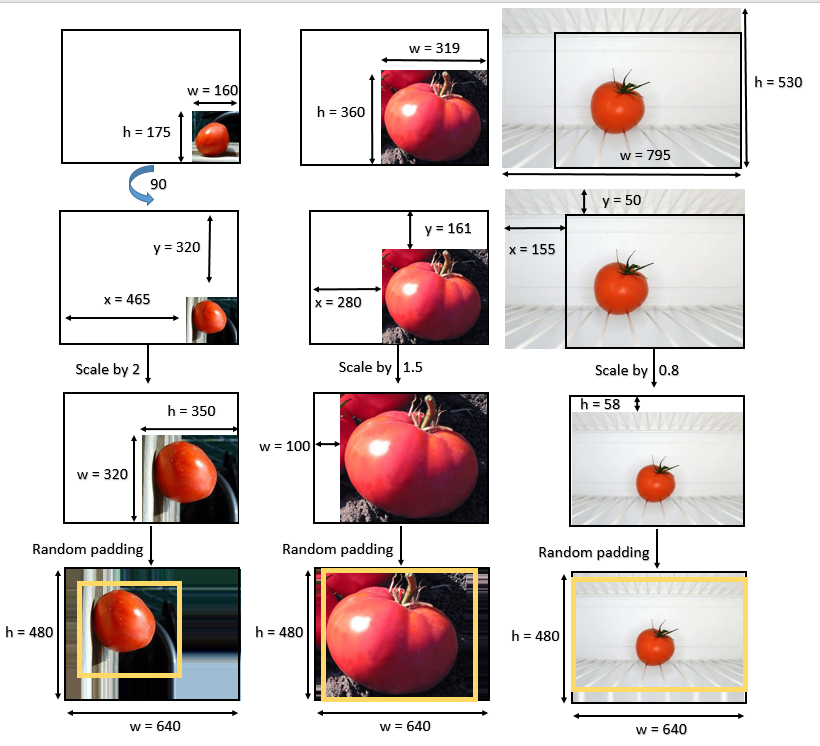 w = 160
h = 175
w = 319
h = 360
h = 530
w = 795
90
y = 320
x = 465
y = 161
x = 280
y = 50
x = 155
Scale by 2
Scale by 1.5
Scale by 0.8
h = 350
w = 320
w = 100
h = 58
Random padding
Random padding
Random padding
h = 480
h = 480
h = 480
w = 640
w = 640
w = 640